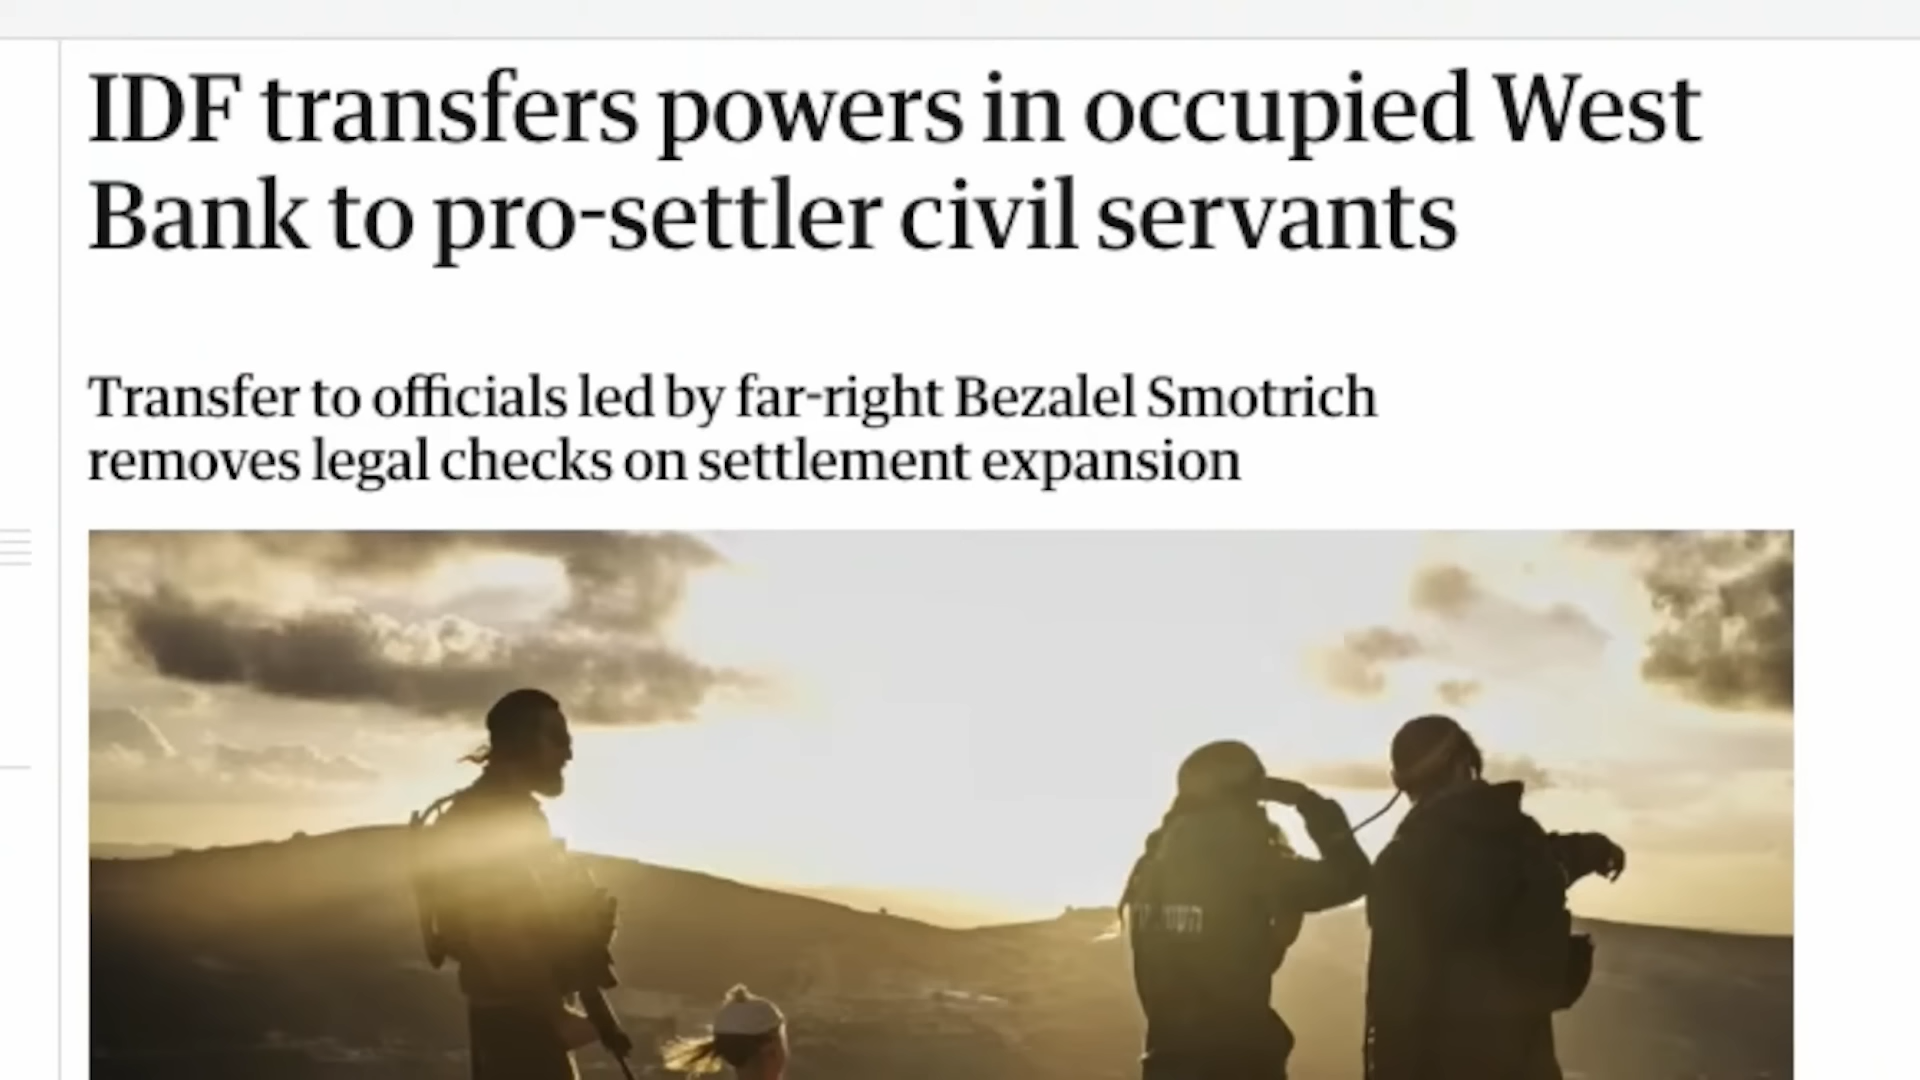 IDF transfers powers in occupied West
Bank to pro-settler civil servants
Transfer to officials led by far-right Bezalel Smotrich
removes legal checks on settlement expansion